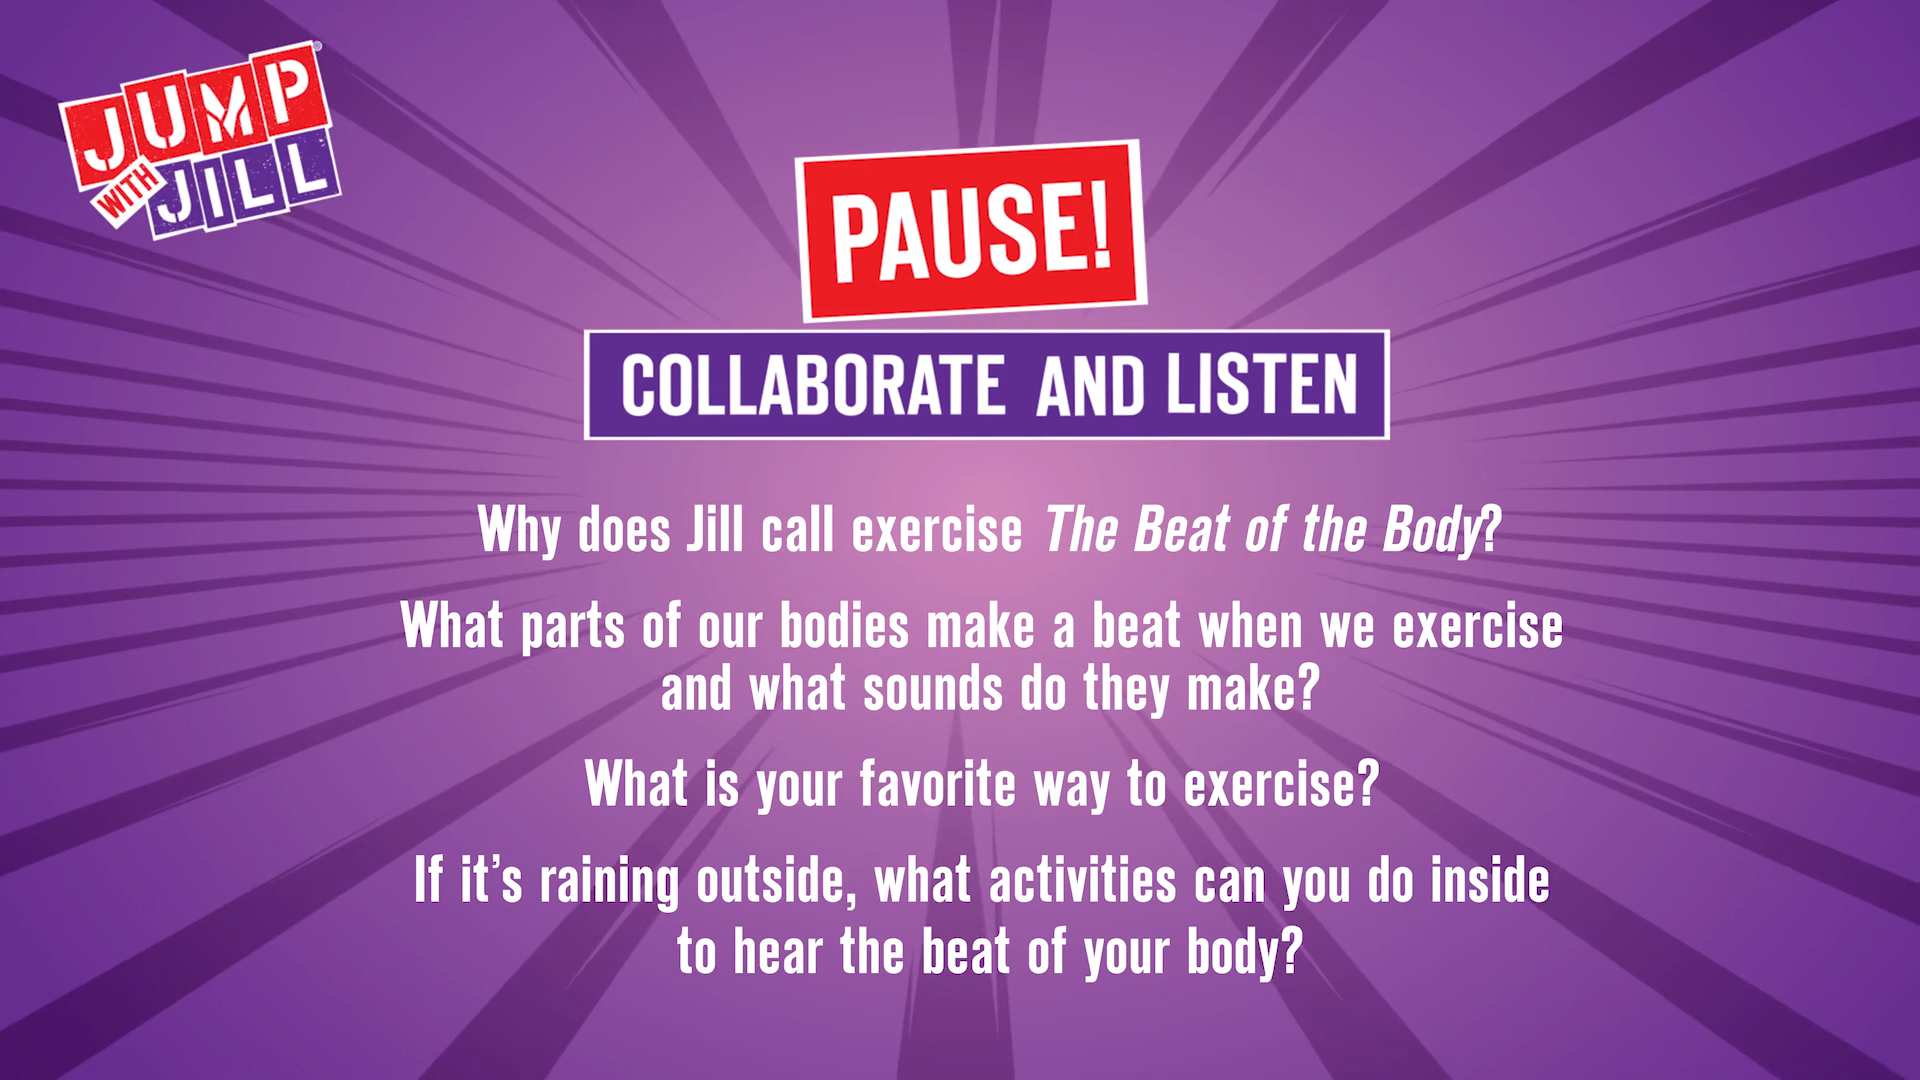 JUMP
WITH JILL
®
PAUSE!
COLLABORATE AND LISTEN
Why does Jill call exercise The Beat of the Body?
What parts of our bodies make a beat when we exercise
and what sounds do they make?
What is your favorite way to exercise?
If it’s raining outside, what activities can you do inside
to hear the beat of your body?